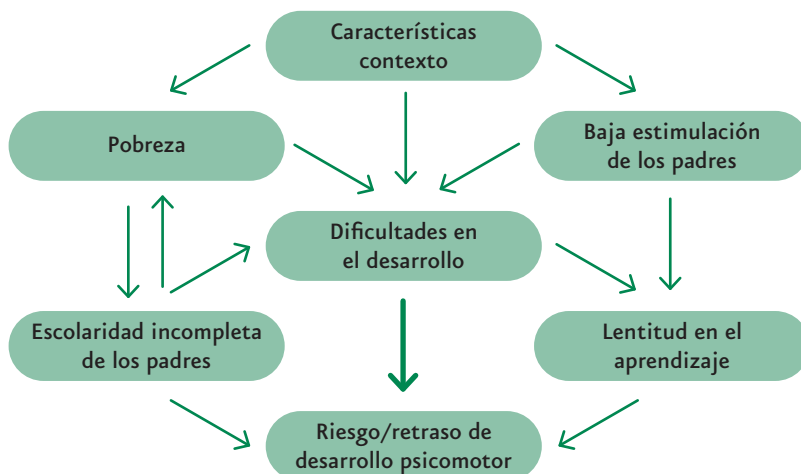 Características
contexto
Pobreza
Baja estimulación
de los padres
Dificultades en
el desarrollo
Escolaridad incompleta
de los padres
Lentitud en el
aprendizaje
Riesgo/retraso de
desarrollo psicomotor